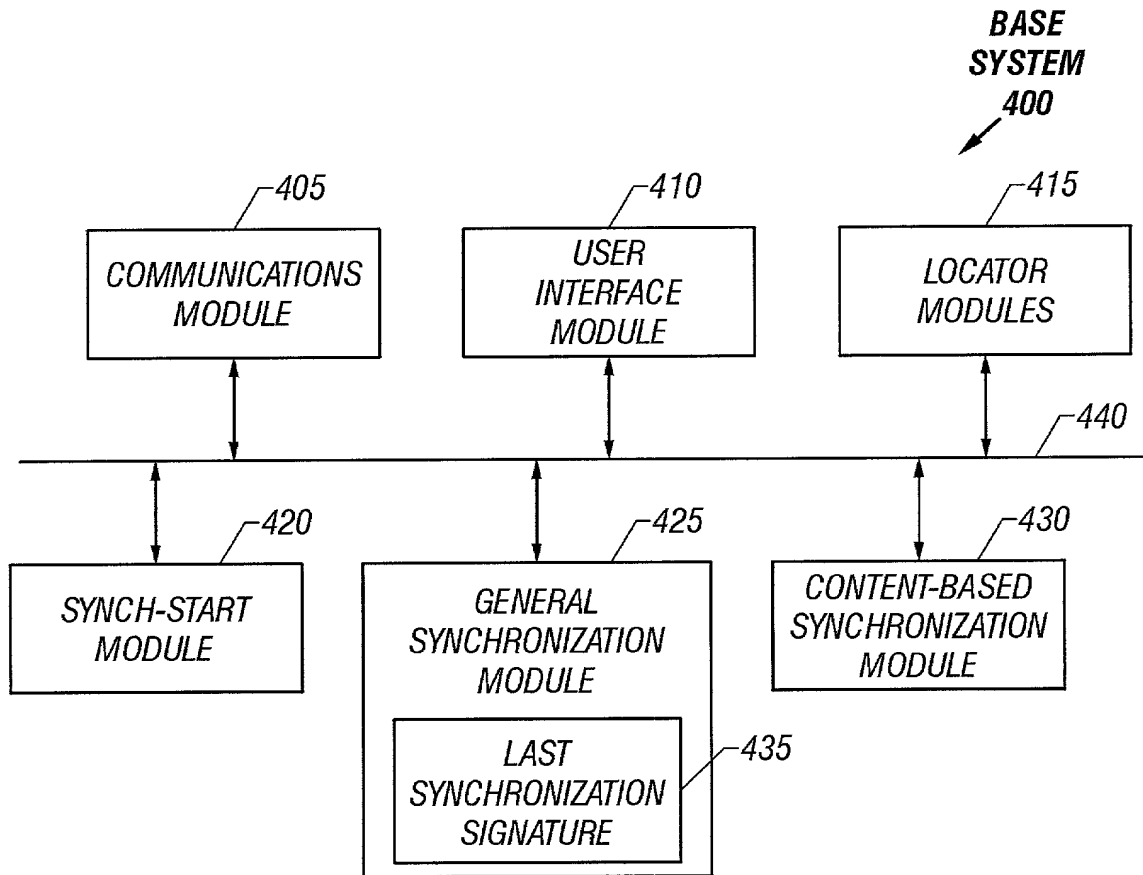 BASE
SYSTEM
400
405
410
415
COMMUNICATIONS
MODULE
USER
INTERFACE
MODULE
LOCATOR
MODULES
440
420
425
430
SYNCH-START
MODULE
GENERAL
SYNCHRONIZATION
MODULE
CONTENT-BASED
SYNCHRONIZATION
MODULE
LAST
SYNCHRONIZATION
SIGNATURE
435